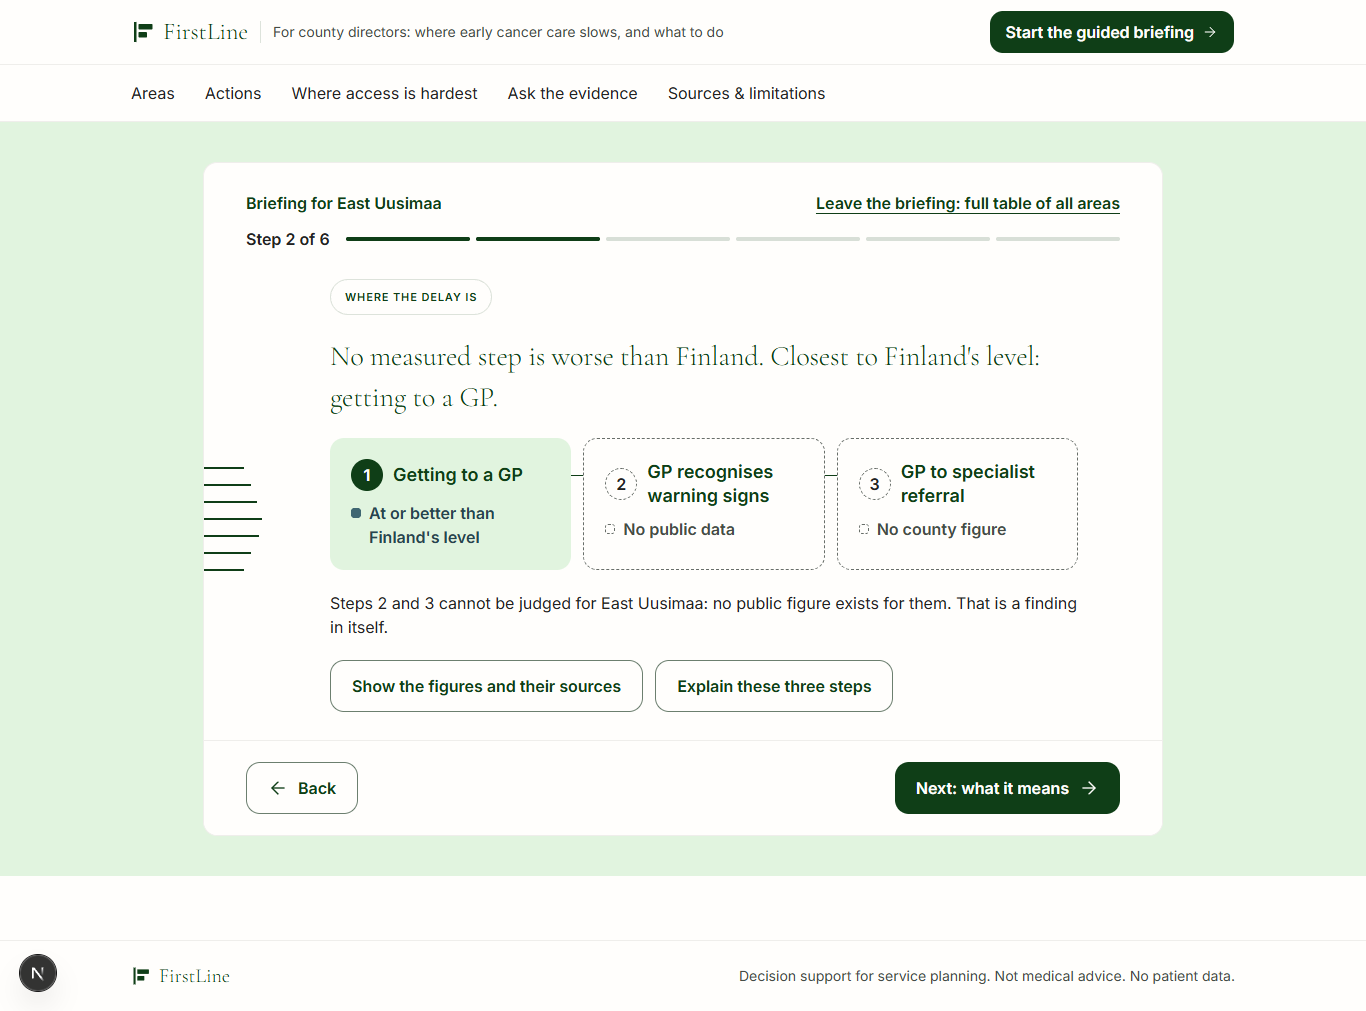 FirstLine
For county directors: where early cancer care slows, and what to do
Start the guided briefing →
Areas
Actions
Where access is hardest
Ask the evidence
Sources & limitations
Briefing for East Uusimaa
Leave the briefing: full table of all areas
Step 2 of 6
WHERE THE DELAY IS
No measured step is worse than Finland. Closest to Finland's level:
getting to a GP.
1
Getting to a GP
At or better than
Finland's level
2
GP recognises
warning signs
No public data
3
GP to specialist
referral
No county figure
Steps 2 and 3 cannot be judged for East Uusimaa: no public figure exists for them. That is a finding
in itself.
Show the figures and their sources
Explain these three steps
← Back
Next: what it means →
N
FirstLine
Decision support for service planning. Not medical advice. No patient data.